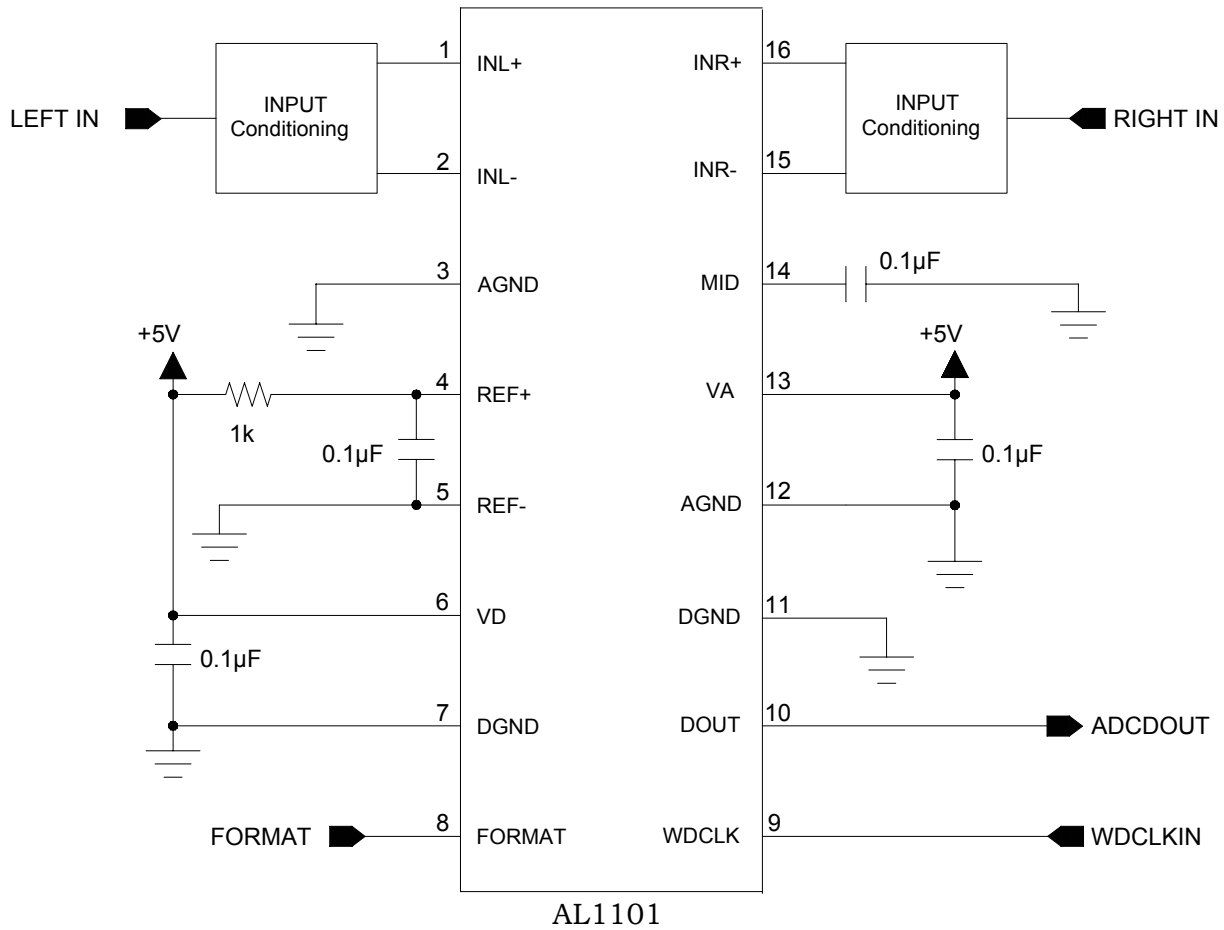 1
INL+
INR+
16
LEFT IN
INPUT
Conditioning
INPUT
Conditioning
RIGHT IN
2
INL-
INR-
15
3
AGND
MID
14
0.1µF
+5V
+5V
4
REF+
VA
13
1k
0.1µF
0.1µF
5
REF-
AGND
12
6
VD
DGND
11
0.1µF
7
DGND
DOUT
10
ADCDOUT
FORMAT
8
FORMAT
WDCLK
9
WDCLKIN
AL1101